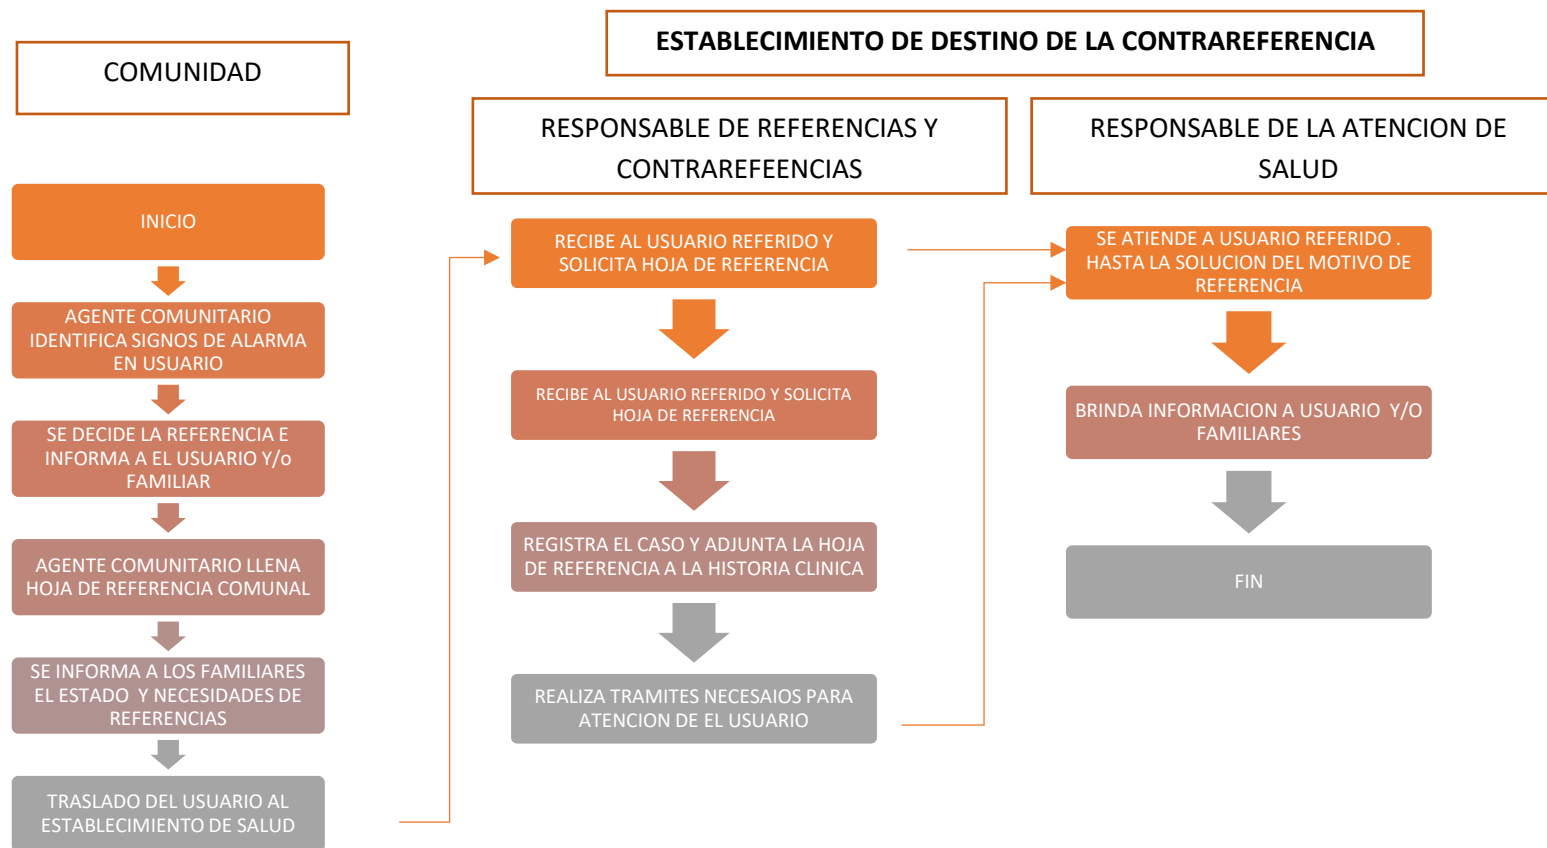 COMUNIDAD
INICIO
AGENTE COMUNITARIO
IDENTIFICA SIGNOS DE ALARMA
EN USUARIO
SE DECIDE LA REFERENCIA E
INFORMA A EL USUARIO Y/o
FAMILIAR
AGENTE COMUNITARIO LLENA
HOJA DE REFERENCIA COMUNAL
SE INFORMA A LOS FAMILIARES
EL ESTADO Y NECESIDADES DE
REFERENCIAS
TRASLADO DEL USUARIO AL
ESTABLECIMIENTO DE SALUD
ESTABLECIMIENTO DE DESTINO DE LA CONTRAREFERENCIA
RESPONSABLE DE REFERENCIAS Y
CONTRAREFEENCIAS
RECIBE AL USUARIO REFERIDO Y
SOLICITA HOJA DE REFERENCIA
RECIBE AL USUARIO REFERIDO Y SOLICITA
HOJA DE REFERENCIA
REGISTRA EL CASO Y ADJUNTA LA HOJA
DE REFERENCIA A LA HISTORIA CLINICA
REALIZA TRAMITES NECESAIOS PARA
ATENCION DE EL USUARIO
RESPONSABLE DE LA ATENCION DE
SALUD
SE ATIENDE A USUARIO REFERIDO .
HASTA LA SOLUCION DEL MOTIVO DE
REFERENCIA
BRINDA INFORMACION A USUARIO Y/O
FAMILIARES
FIN